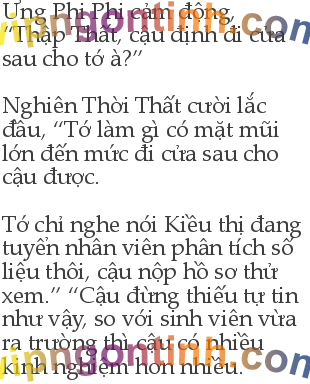 Ưng Phi Phi cảm động,
“Thập Thất, cậu định đi cửa
sau cho tớ à?”
Nghiên Thời Thất cười lắc
đầu, “Tớ làm gì có mặt mũi
lớn đến mức đi cửa sau cho
cậu được.
Tớ chỉ nghe nói Kiều thị đang
tuyển nhân viên phân tích số
liệu thôi, cậu nộp hồ sơ thử
xem.” “Cậu đừng thiếu tự tin
như vậy, so với sinh viên vừa
ra trường thì cậu có nhiều
kinh nghiệm hơn nhiều.
vipngontinh.com
vipngontinh.com